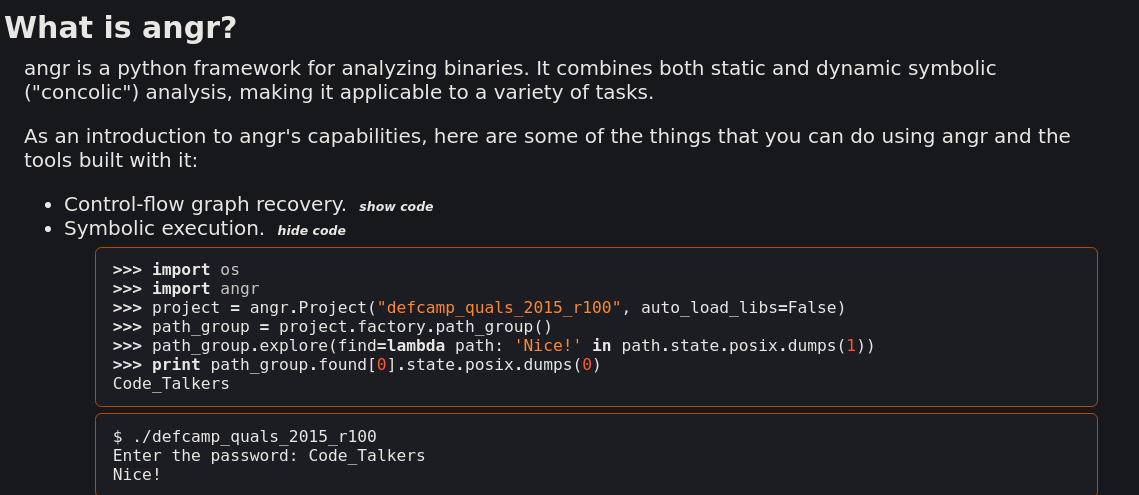 What is angr?
angr is a python framework for analyzing binaries. It combines both static and dynamic symbolic
("concolic") analysis, making it applicable to a variety of tasks.
As an introduction to angr's capabilities, here are some of the things that you can do using angr and the
tools built with it:
• Control-flow graph recovery. show code
• Symbolic execution. hide code
>>> import os
>>> import angr
>>> project = angr.Project("defcamp_quals_2015_r100", auto_load_libs=False)
>>> path_group = project.factory.path_group()
>>> path_group.explore(find=lambda path: 'Nice!' in path.state.posix.dumps(1))
>>> print path_group.found[0].state.posix.dumps(0)
Code_Talkers
$ ./defcamp_quals_2015_r100
Enter the password: Code_Talkers
Nice!